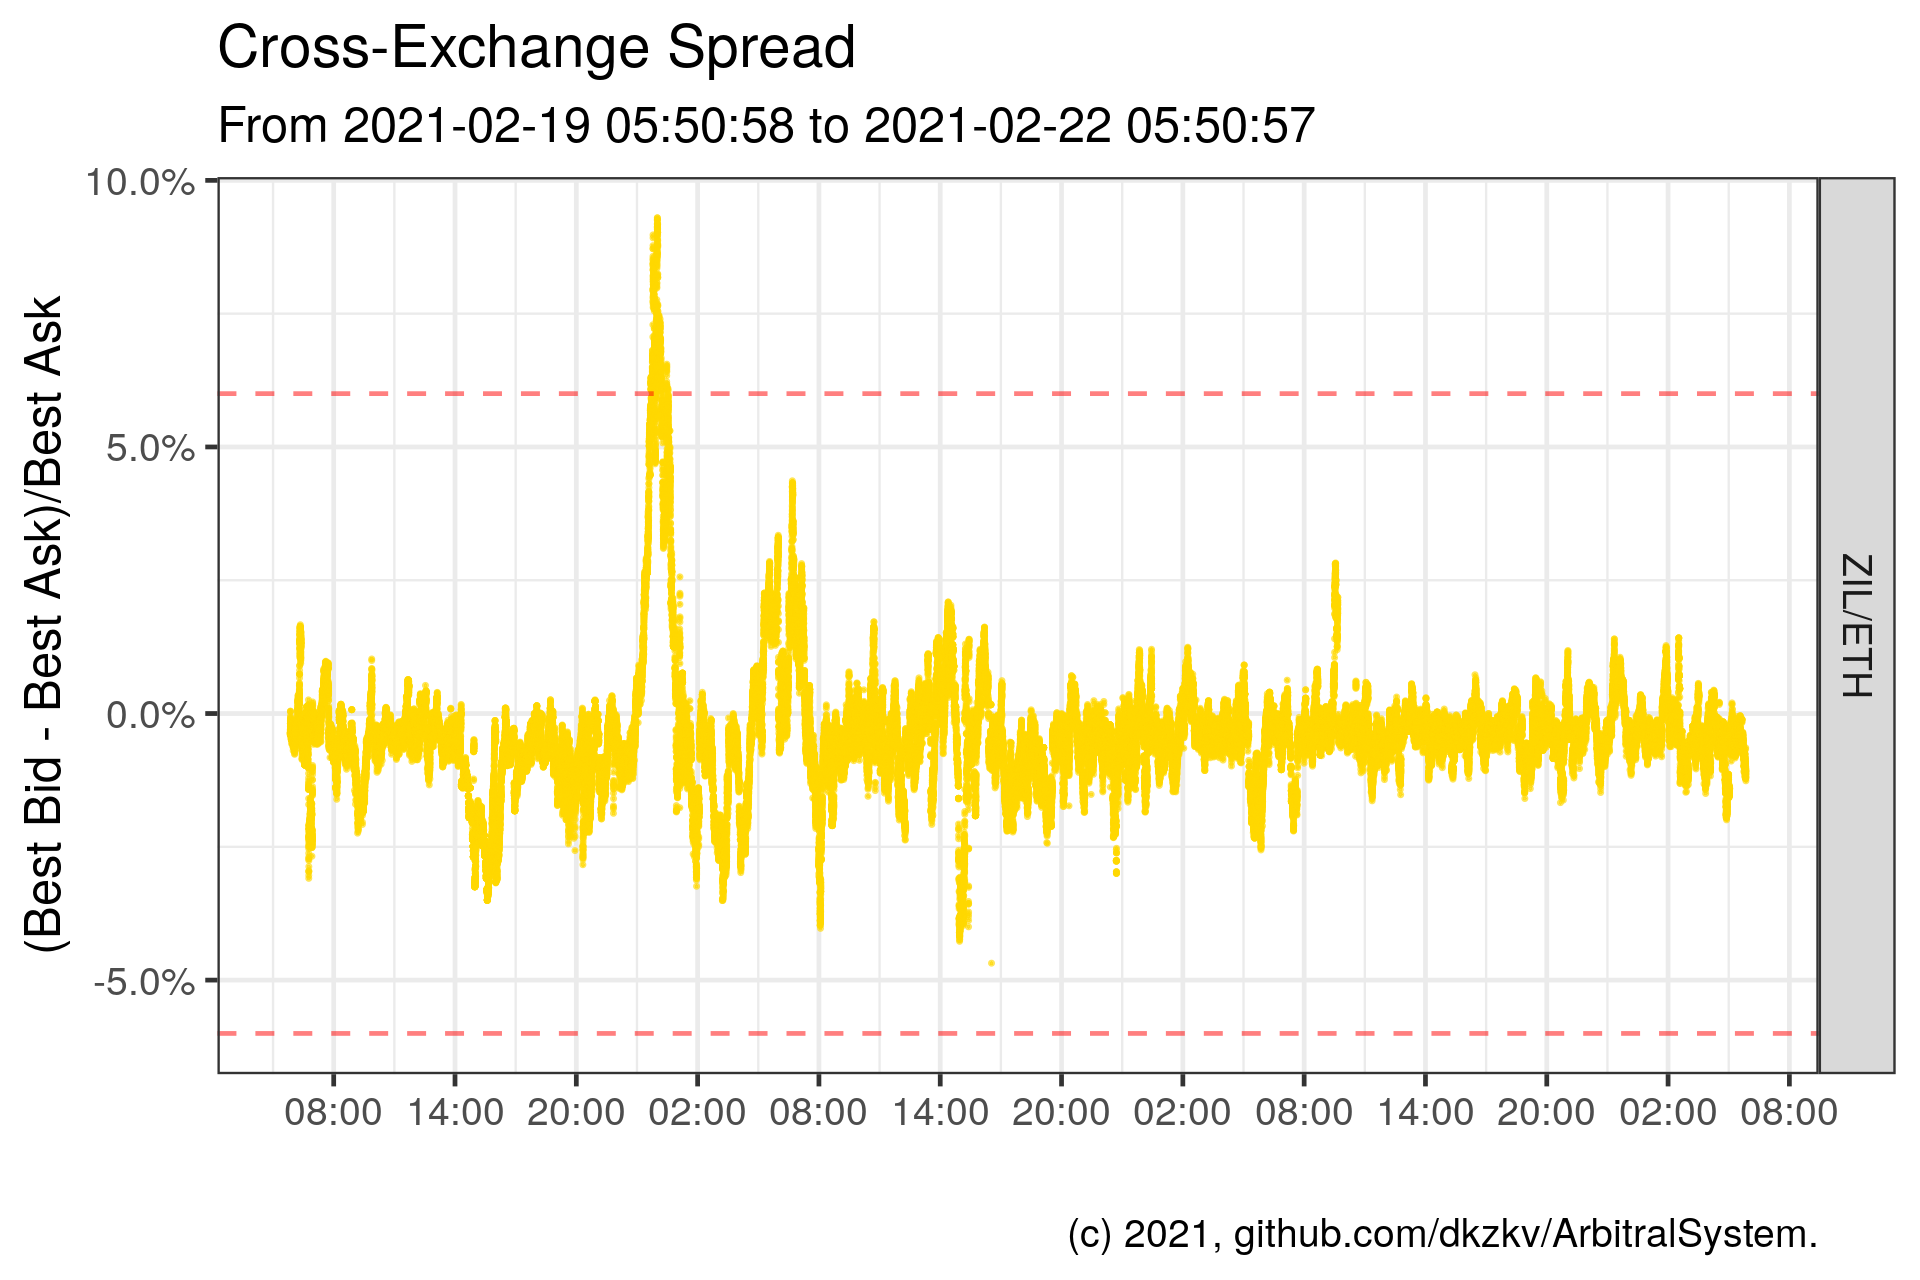 Cross-Exchange Spread
From 2021-02-19 05:50:58 to 2021-02-22 05:50:57
(Best Bid - Best Ask)/Best Ask
10.0%
5.0%
0.0%
-5.0%
ZIL/ETH
08:00 14:00 20:00 02:00 08:00 14:00 20:00 02:00 08:00 14:00 20:00 02:00 08:00
(c) 2021, github.com/dkzkv/ArbitralSystem.